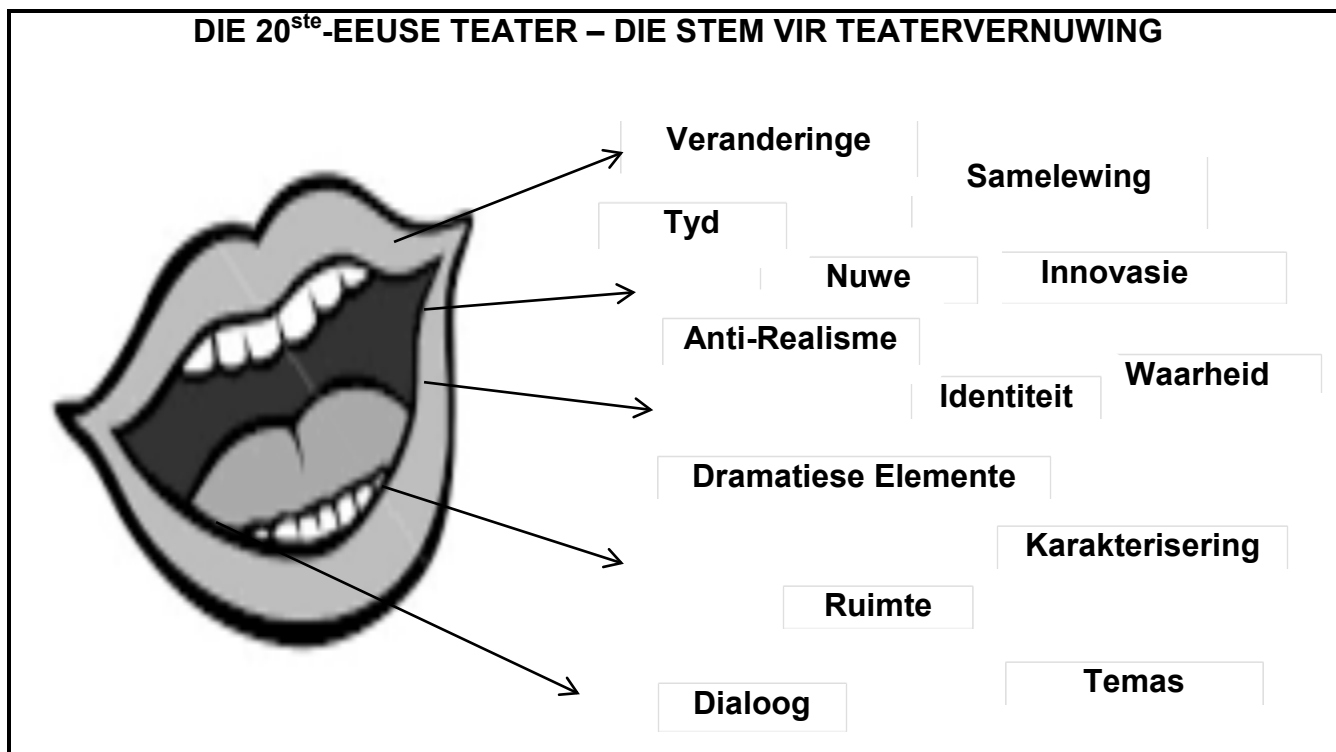 DIE 20ste-EEUSE TEATER – DIE STEM VIR TEATERVERNUWING
Veranderinge
Samelewing
Tyd
Nuwe
Innovasie
Anti-Realisme
Waarheid
Identiteit
Dramatiese Elemente
Karakterisering
Ruimte
Temas
Dialoog